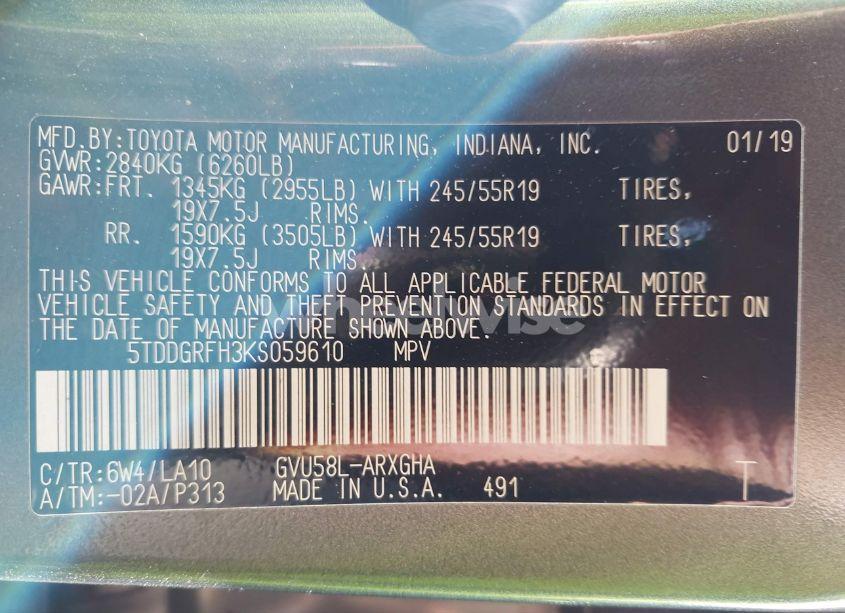 MFD.BY:TOYOTA MOTOR MANUFACTURING, INDIANA, INC. 01/19
GVWR:2840KG (6260LB)
GAWR:FRT. 1345KG (2955LB) WITH 245/55R19 TIRES,
19X7.5J RIMS.
RR. 1590KG (3505LB) WITH 245/55R19 TIRES,
19X7.5J RIMS.
THIS VEHICLE CONFORMS TO ALL APPLICABLE FEDERAL MOTOR
VEHICLE SAFETY AND THEFT PREVENTION STANDARDS IN EFFECT ON
THE DATE OF MANUFACTURE SHOWN ABOVE.
5TDDGRFH3KS059610 MPV
C/TR:6W4/LA10 GVU58L-ARXGHA
A/TM:-02A/P313 MADE IN U.S.A. 491 T